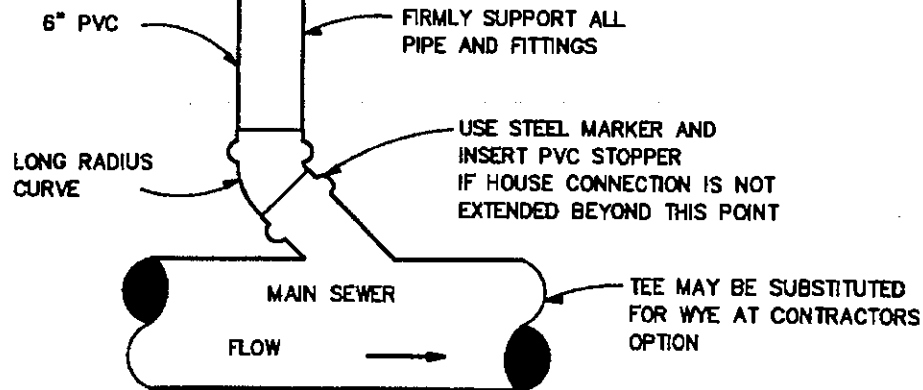 6" PVC
FIRMLY SUPPORT ALL
PIPE AND FITTINGS
LONG RADIUS
CURVE
USE STEEL MARKER AND
INSERT PVC STOPPER
IF HOUSE CONNECTION IS NOT
EXTENDED BEYOND THIS POINT
MAIN SEWER
FLOW
TEE MAY BE SUBSTITUTED
FOR WYE AT CONTRACTORS
OPTION